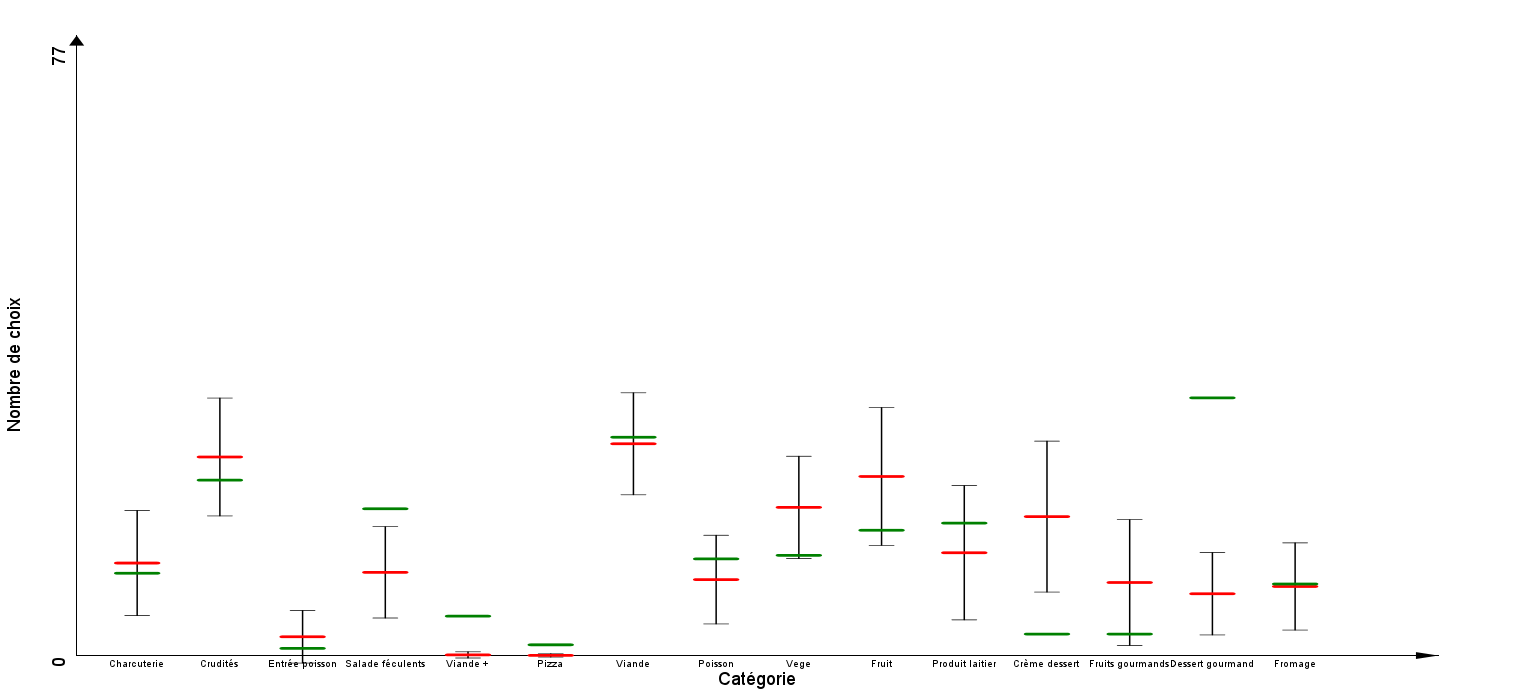 77
Nombre de choix
0
Charcuterie Crudités Entrée poisson Salade féculents Viande + Pizza Viande Poisson Vege Fruit Produit laitier Crème dessert Fruits gourmands Dessert gourmand Fromage
Catégorie